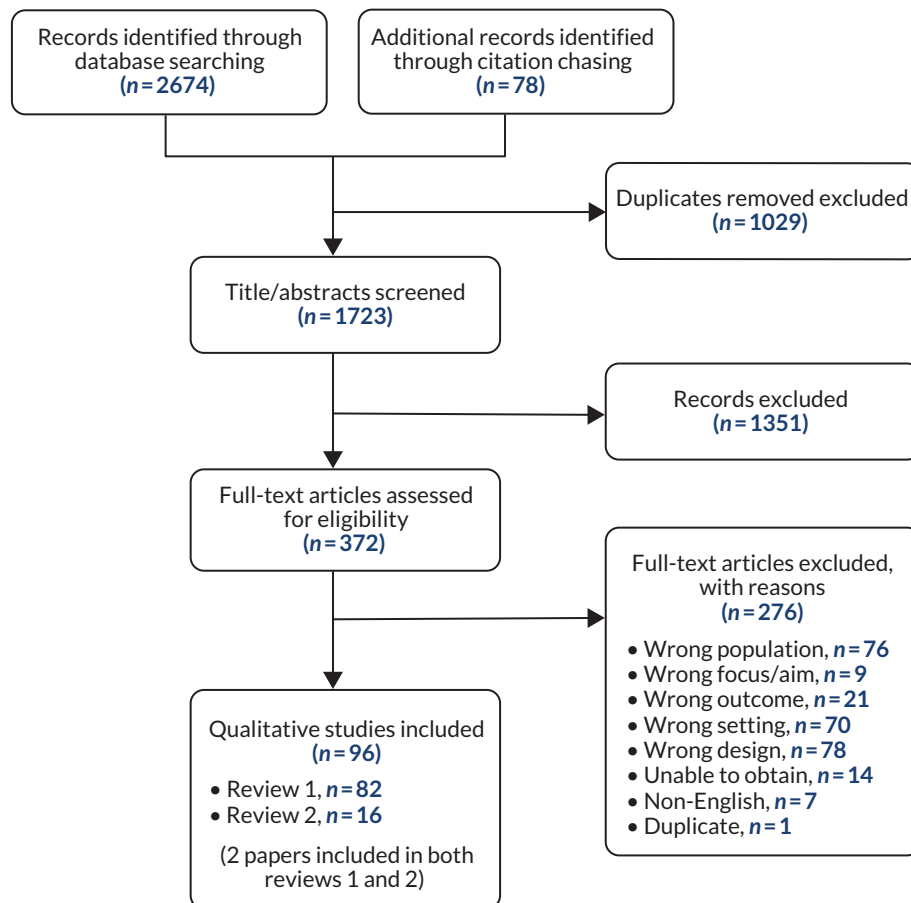 Records identified through
database searching
(n=2674)
Additional records identified
through citation chasing
(n=78)
Duplicates removed excluded
(n=1029)
Title/abstracts screened
(n=1723)
Records excluded
(n=1351)
Full-text articles assessed
for eligibility
(n=372)
Full-text articles excluded,
with reasons
(n=276)
• Wrong population, n=76
• Wrong focus/aim, n=9
• Wrong outcome, n=21
• Wrong setting, n=70
• Wrong design, n=78
• Unable to obtain, n=14
• Non-English, n=7
• Duplicate, n=1
Qualitative studies included
(n=96)
• Review 1, n=82
• Review 2, n=16
(2 papers included in both
reviews 1 and 2)